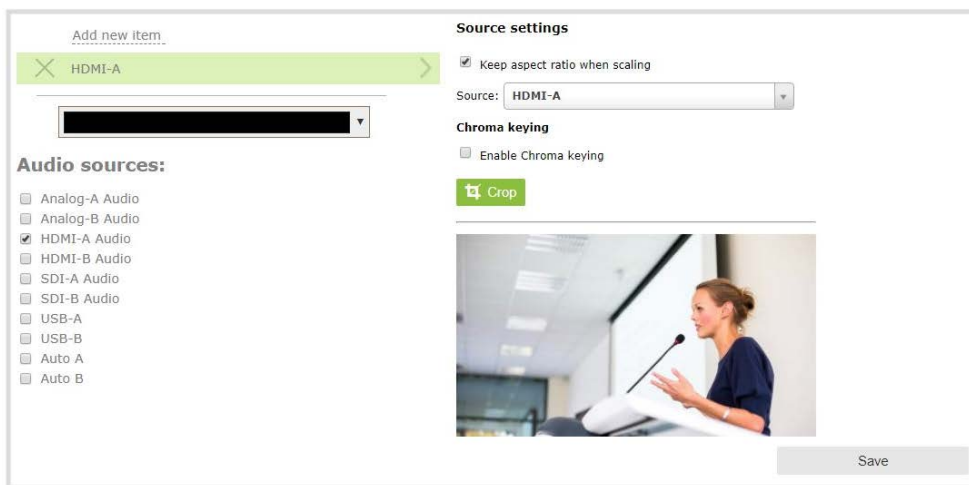 Add new item
HDMI-A
Audio sources:
Analog-A Audio
Analog-B Audio
HDMI-A Audio
HDMI-B Audio
SDI-A Audio
SDI-B Audio
USB-A
USB-B
Auto A
Auto B
Source settings
Keep aspect ratio when scaling
Source: HDMI-A
Chroma keying
Enable Chroma keying
Crop
Save